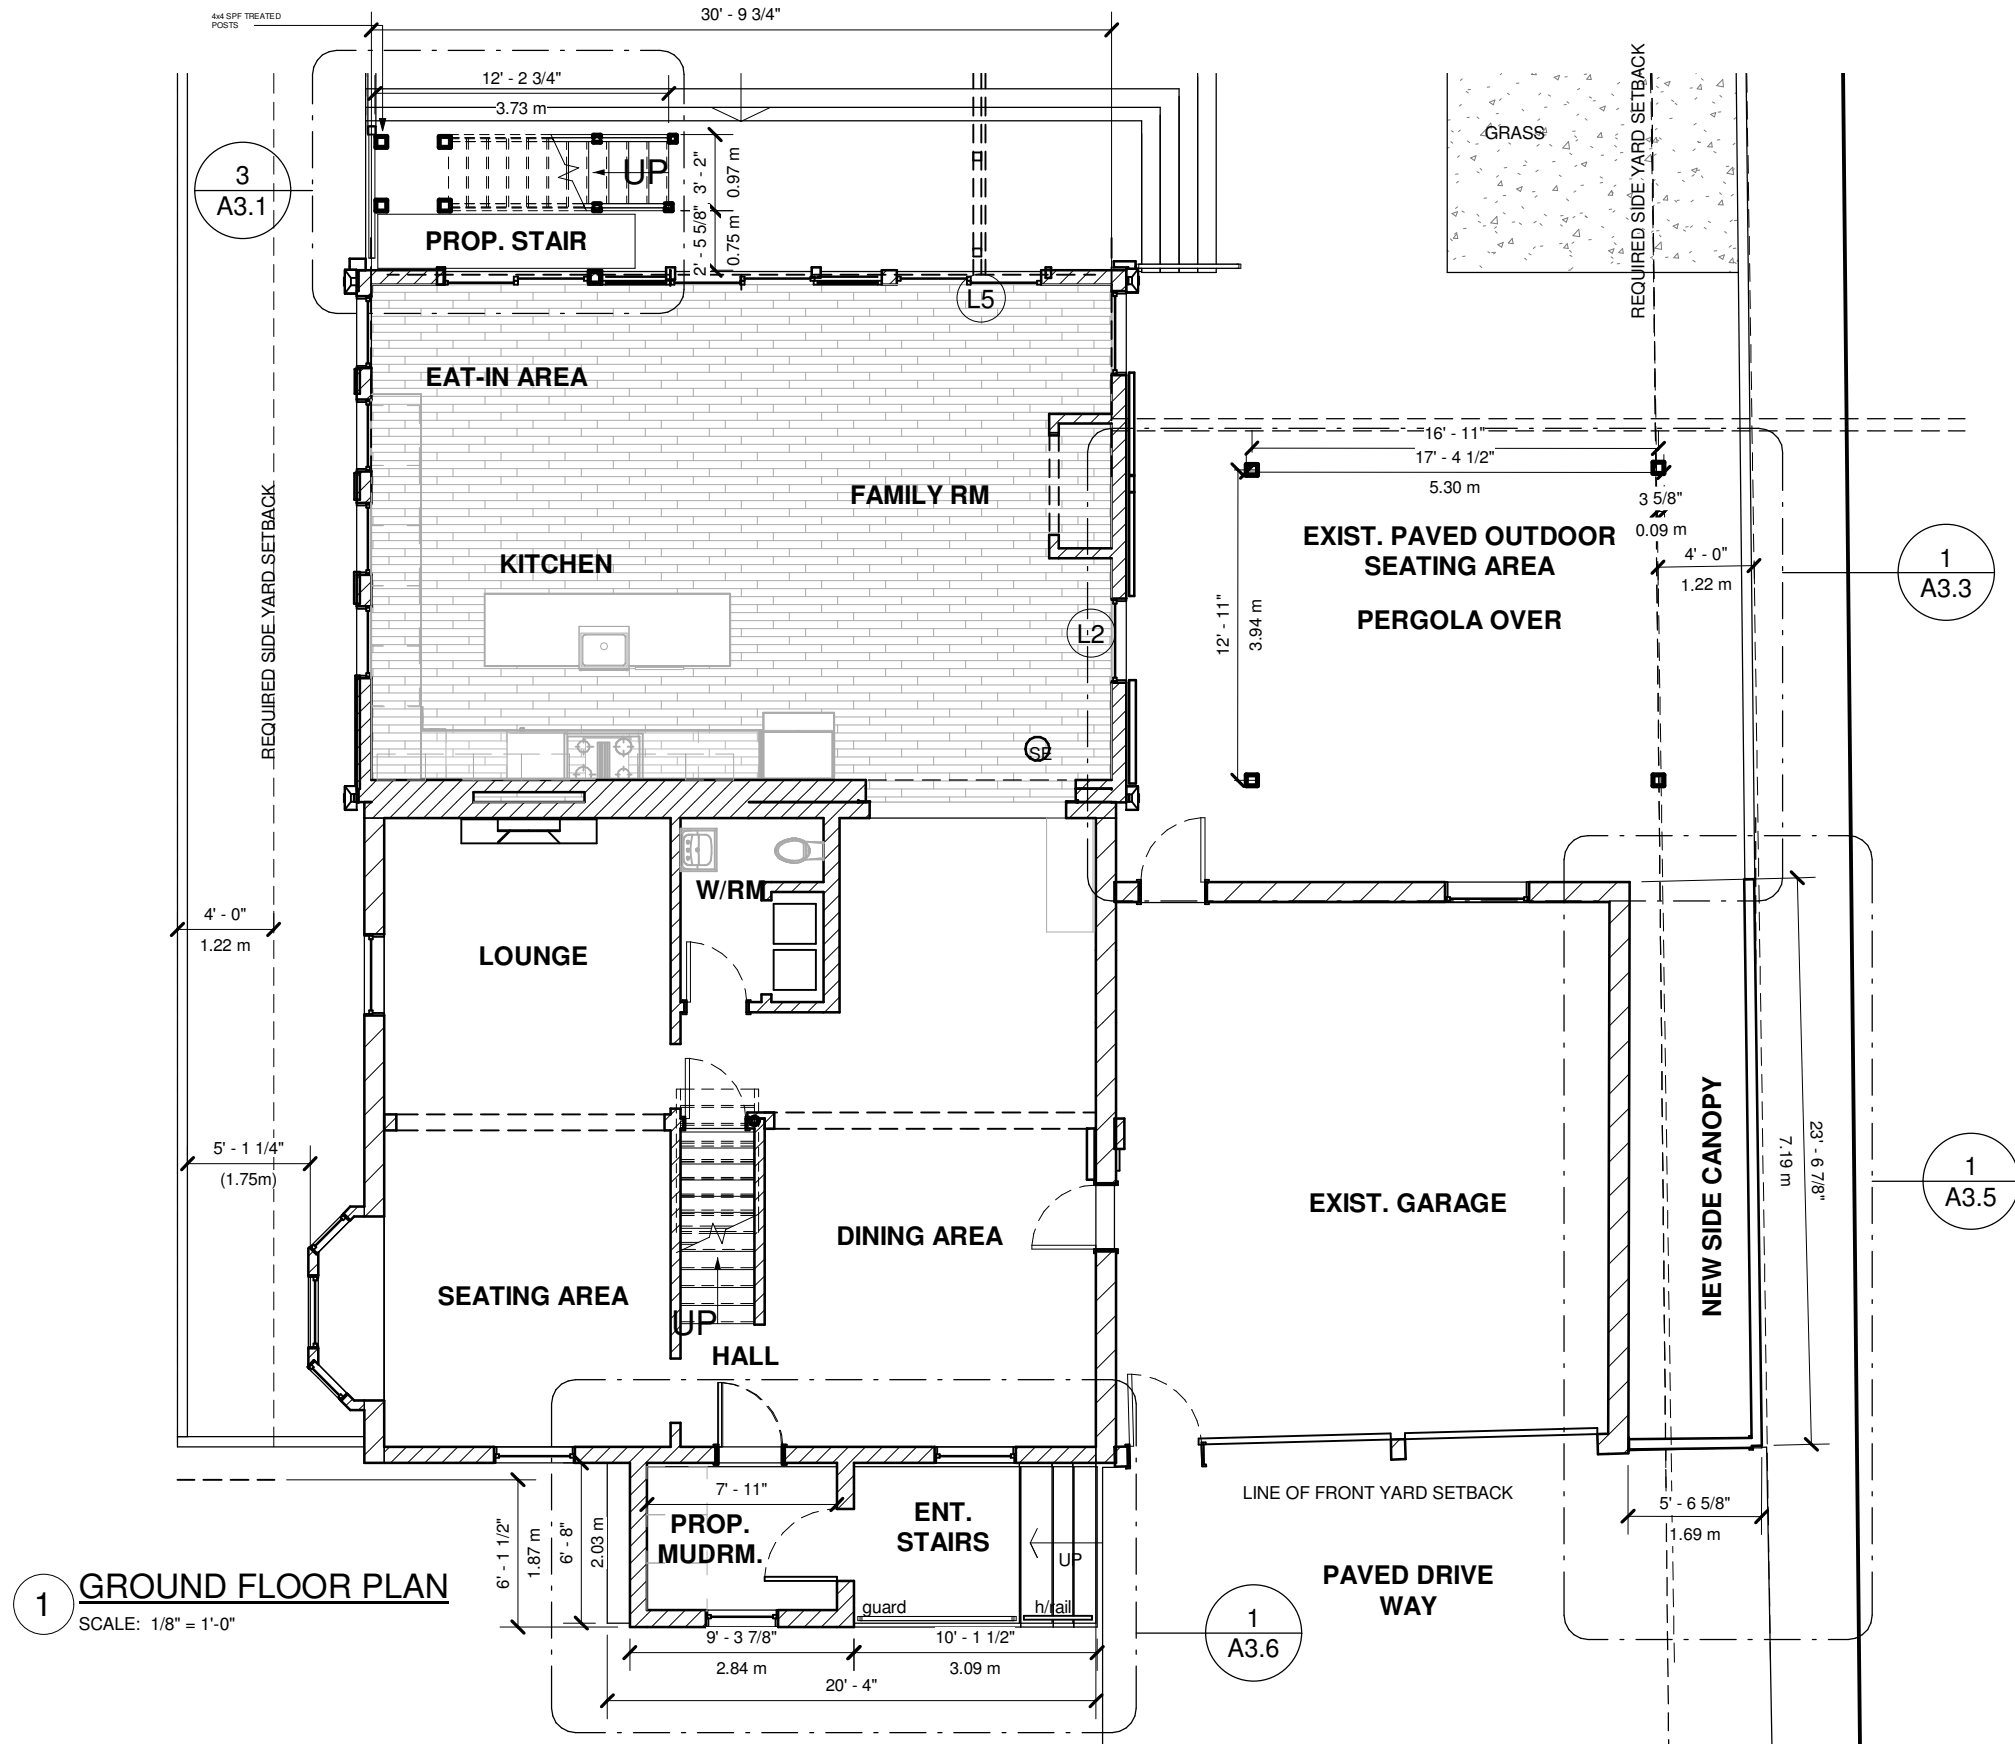 4x4 SPF TREATED
POSTS
30' - 9 3/4"
12' - 2 3/4"
3.73 m
3
A3.1
UP
3' - 2"
0.97 m
2' - 5 5/8"
0.75 m
PROP. STAIR
GRASS
REQUIRED SIDE YARD SETBACK
L5
EAT-IN AREA
FAMILY RM
KITCHEN
L2
SE
REQUIRED SIDE YARD SETBACK
16' - 11"
17' - 4 1/2"
5.30 m
3 5/8"
0.09 m
EXIST. PAVED OUTDOOR
SEATING AREA
PERGOLA OVER
4' - 0"
1.22 m
12' - 11"
3.94 m
1
A3.3
W/RM
LOUNGE
4' - 0"
1.22 m
5' - 1 1/4"
(1.75m)
SEATING AREA
UP
HALL
DINING AREA
EXIST. GARAGE
NEW SIDE CANOPY
23' - 6 7/8"
7.19 m
1
A3.5
LINE OF FRONT YARD SETBACK
5' - 6 5/8"
1.69 m
PAVED DRIVE
WAY
7' - 11"
PROP.
MUDRM.
ENT.
STAIRS
UP
guard
h/rail
6' - 1 1/2"
1.87 m
6' - 8"
2.03 m
9' - 3 7/8"
2.84 m
10' - 1 1/2"
3.09 m
20' - 4"
1
A3.6
1
GROUND FLOOR PLAN
SCALE: 1/8" = 1'-0"